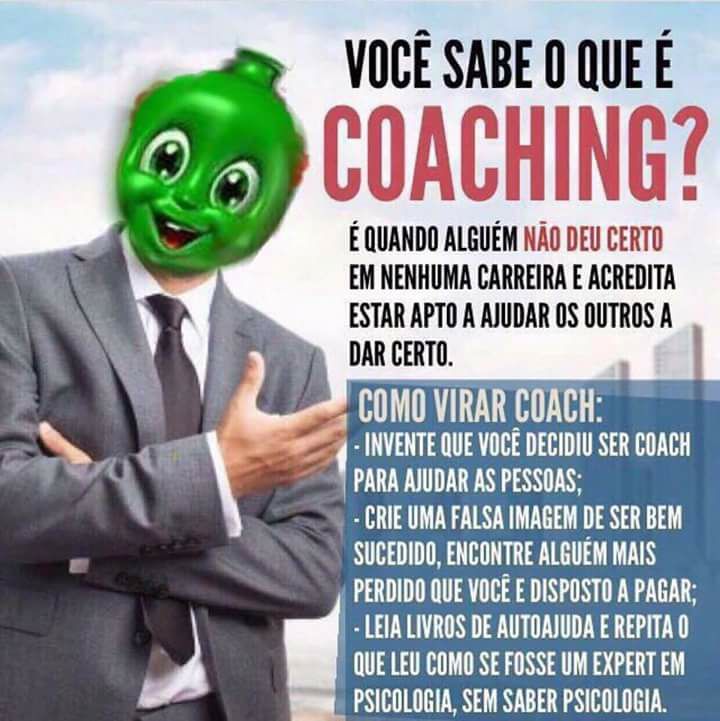 VOCÊ SABE O QUE É
COACHING?
É QUANDO ALGUÉM NÃO DEU CERTO
EM NENHUMA CARREIRA E ACREDITA
ESTAR APTO A AJUDAR OS OUTROS A
DAR CERTO.
COMO VIRAR COACH:
- INVENTE QUE VOCÊ DECIDIU SER COACH
PARA AJUDAR AS PESSOAS;
- CRIE UMA FALSA IMAGEM DE SER BEM
SUCEDIDO, ENCONTRE ALGUÉM MAIS
PERDIDO QUE VOCÊ E DISPOSTO A PAGAR;
- LEIA LIVROS DE AUTOAJUDA E REPITA O
QUE LEU COMO SE FOSSE UM EXPERT EM
PSICOLOGIA, SEM SABER PSICOLOGIA.